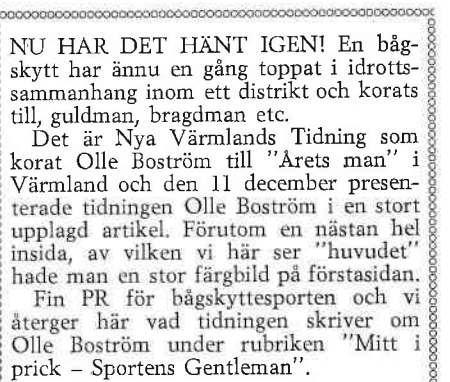 NU HAR DET HÄNT IGEN! En båg-
skytt har ännu en gång toppat i idrotts-
sammanhang inom ett distrikt och korats
till, guldman, bragdman etc.
Det är Nya Värmlands Tidning som
korat Olle Boström till "Årets man" i
Värmland och den 11 december presen-
terade tidningen Olle Boström i en stort
upplagd artikel. Förutom en nästan hel
insida, av vilken vi här ser "huvudet"
hade man en stor färgbild på förstasidan.
Fin PR för bågskyttesporten och vi
återger här vad tidningen skriver om
Olle Boström under rubriken "Mitt i
prick – Sportens Gentleman".